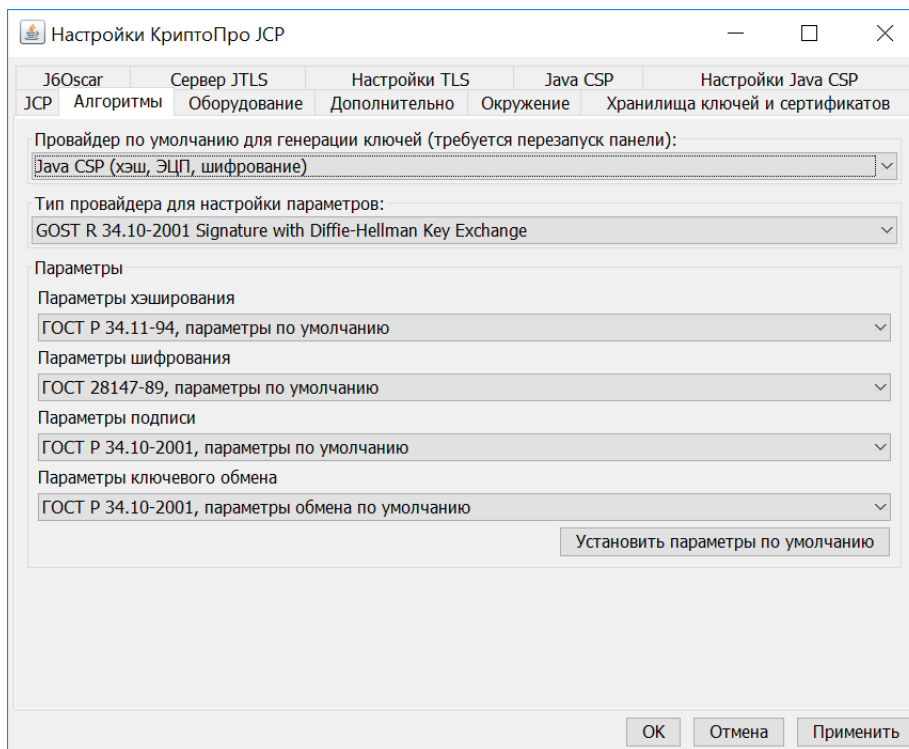 Настройки КриптоПро JCP
J6Oscar Сервер JTLS Настройки TLS Java CSP Настройки Java CSP
JCP Алгоритмы Оборудование Дополнительно Окружение Хранилища ключей и сертификатов
Провайдер по умолчанию для генерации ключей (требуется перезапуск панели):
Java CSP (хэш, ЭЦП, шифрование)
Тип провайдера для настройки параметров:
GOST R 34.10-2001 Signature with Diffie-Hellman Key Exchange
Параметры
Параметры хэширования
ГОСТ Р 34.11-94, параметры по умолчанию
Параметры шифрования
ГОСТ 28147-89, параметры по умолчанию
Параметры подписи
ГОСТ Р 34.10-2001, параметры по умолчанию
Параметры ключевого обмена
ГОСТ Р 34.10-2001, параметры обмена по умолчанию
Установить параметры по умолчанию
OK Отмена Применить